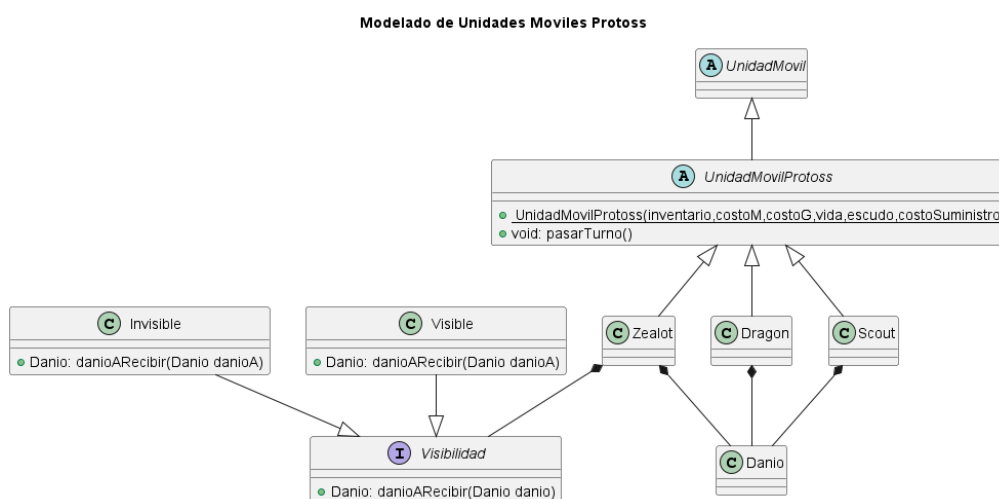 Modelado de Unidades Moviles Protoss
A UnidadMovil
A UnidadMovilProtoss
UnidadMovilProtoss(inventario,costoM,costoG,vida,escudo,costoSuministro
void: pasarTurno()
C Invisible
Danio: danioARecibir(Danio danioA)
C Visible
Danio: danioARecibir(Danio danioA)
C Zealot
C Dragon
C Scout
I Visibilidad
Danio: danioARecibir(Danio danio)
C Danio